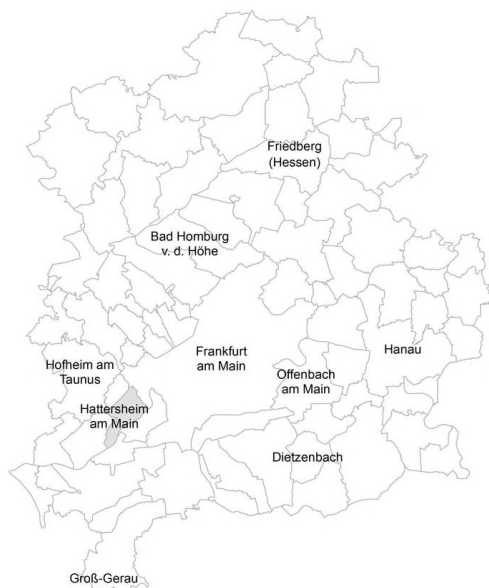 Friedberg
(Hessen)
Bad Homburg
v. d. Höhe
Frankfurt
am Main
Hanau
Hofheim am
Taunus
Offenbach
am Main
Hattersheim
am Main
Dietzenbach
Groß-Gerau